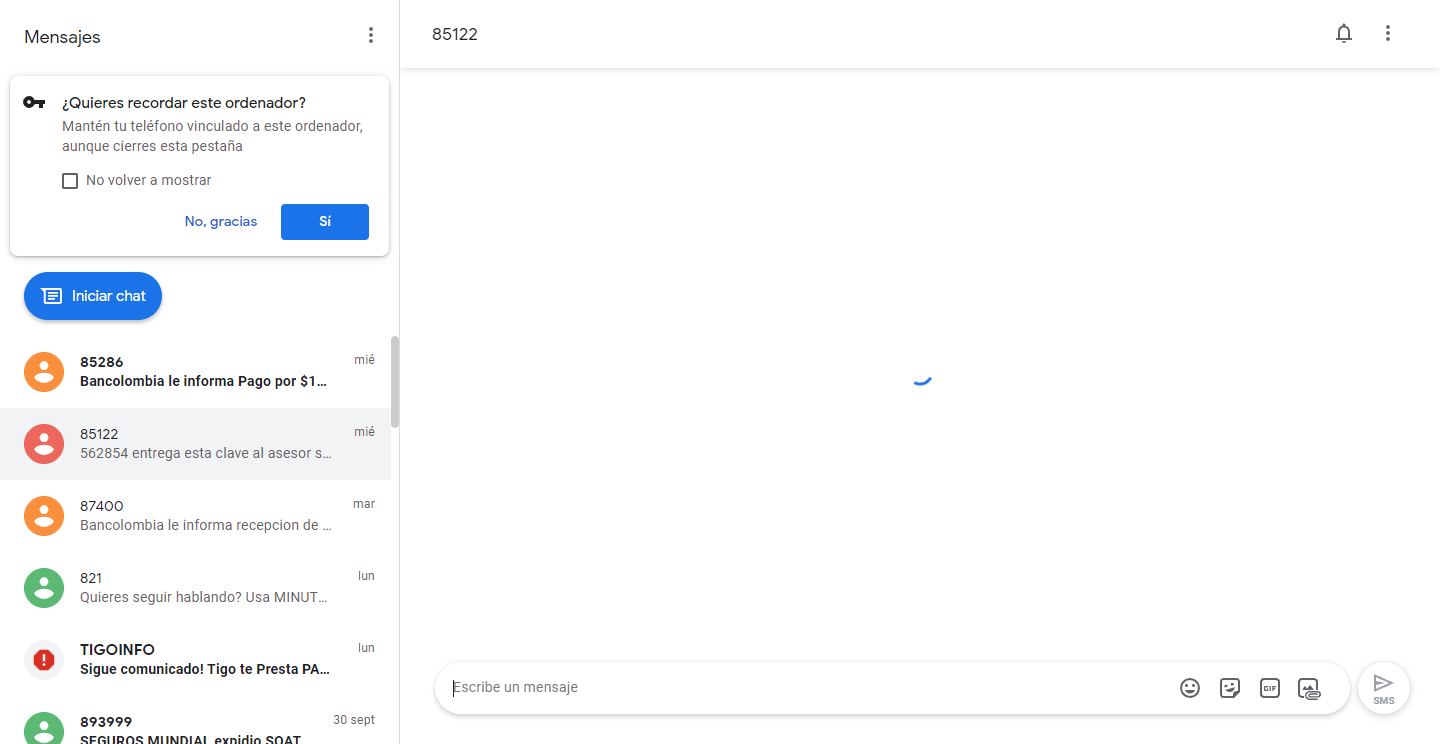 Mensajes
¿Quieres recordar este ordenador?
Mantén tu teléfono vinculado a este ordenador,
aunque cierres esta pestaña
No volver a mostrar
No, gracias
Sí
Iniciar chat
85286
mié
Bancolombia le informa Pago por $1...
85122
mié
562854 entrega esta clave al asesor s...
87400
mar
Bancolombia le informa recepcion de ...
821
lun
Quieres seguir hablando? Usa MINUT...
TIGOINFO
lun
Sigue comunicado! Tigo te Presta PA...
893999
30 sept
SEGUROS MUNDIAL expidio SOAT
85122
Escribe un mensaje
GIF
SMS